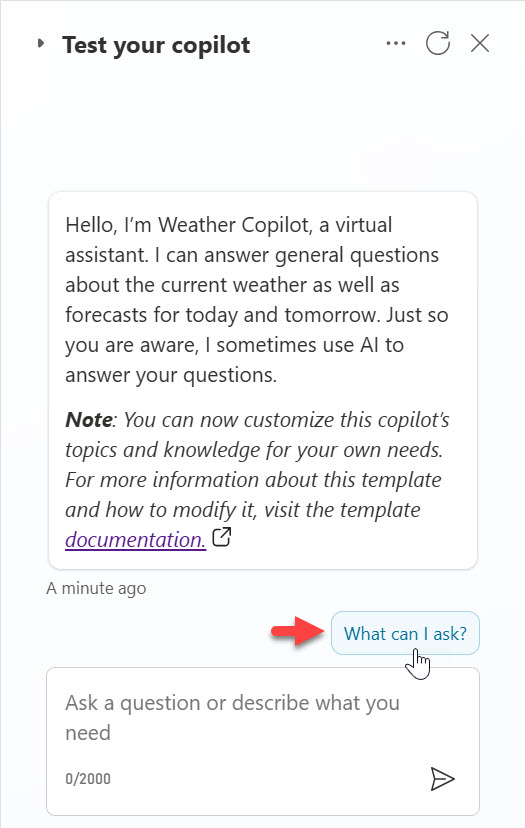 Test your copilot
Hello, I’m Weather Copilot, a virtual
assistant. I can answer general questions
about the current weather as well as
forecasts for today and tomorrow. Just so
you are aware, I sometimes use AI to
answer your questions.
Note: You can now customize this copilot’s
topics and knowledge for your own needs.
For more information about this template
and how to modify it, visit the template
documentation.
A minute ago
What can I ask?
Ask a question or describe what you
need
0/2000